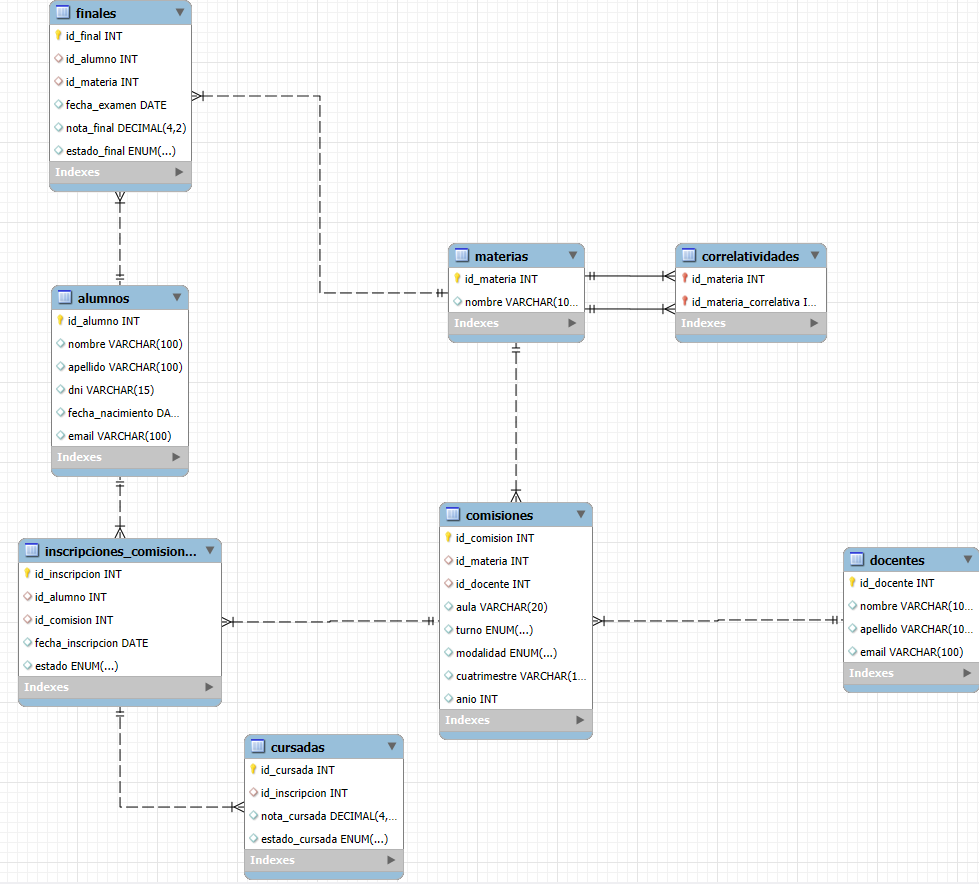 finales
id_final INT
id_alumno INT
id_materia INT
fecha_examen DATE
nota_final DECIMAL(4,2)
estado_final ENUM(...)
Indexes
materias
id_materia INT
nombre VARCHAR(10...
Indexes
correlatividades
id_materia INT
id_materia_correlativa I...
Indexes
alumnos
id_alumno INT
nombre VARCHAR(100)
apellido VARCHAR(100)
dni VARCHAR(15)
fecha_nacimiento DA...
email VARCHAR(100)
Indexes
comisiones
id_comision INT
id_materia INT
id_docente INT
aula VARCHAR(20)
turno ENUM(...)
modalidad ENUM(...)
cuatrimestre VARCHAR(1...
anio INT
Indexes
inscripciones_comision...
id_inscripcion INT
id_alumno INT
id_comision INT
fecha_inscripcion DATE
estado ENUM(...)
Indexes
docentes
id_docente INT
nombre VARCHAR(10...
apellido VARCHAR(10...
email VARCHAR(100)
Indexes
cursadas
id_cursada INT
id_inscripcion INT
nota_cursada DECIMAL(4,...
estado_cursada ENUM(...)
Indexes